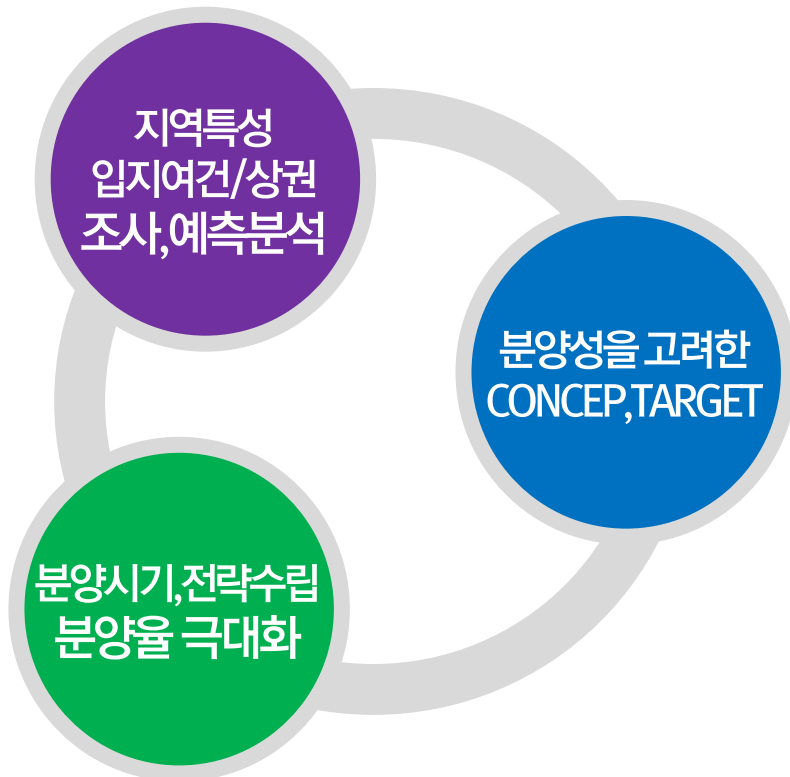 지역특성
입지여건/상권
조사,예측분석
분양성을 고려한
CONCEP,TARGET
분양시기,전략수립
분양율 극대화